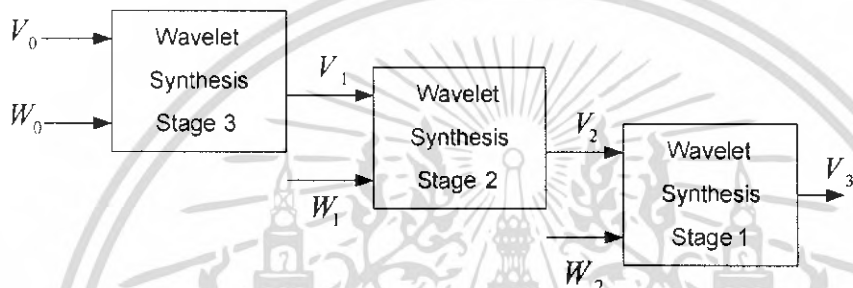 V₀
W₀
Wavelet
Synthesis
Stage 3
V₁
W₁
Wavelet
Synthesis
Stage 2
V₂
W₂
Wavelet
Synthesis
Stage 1
V₃